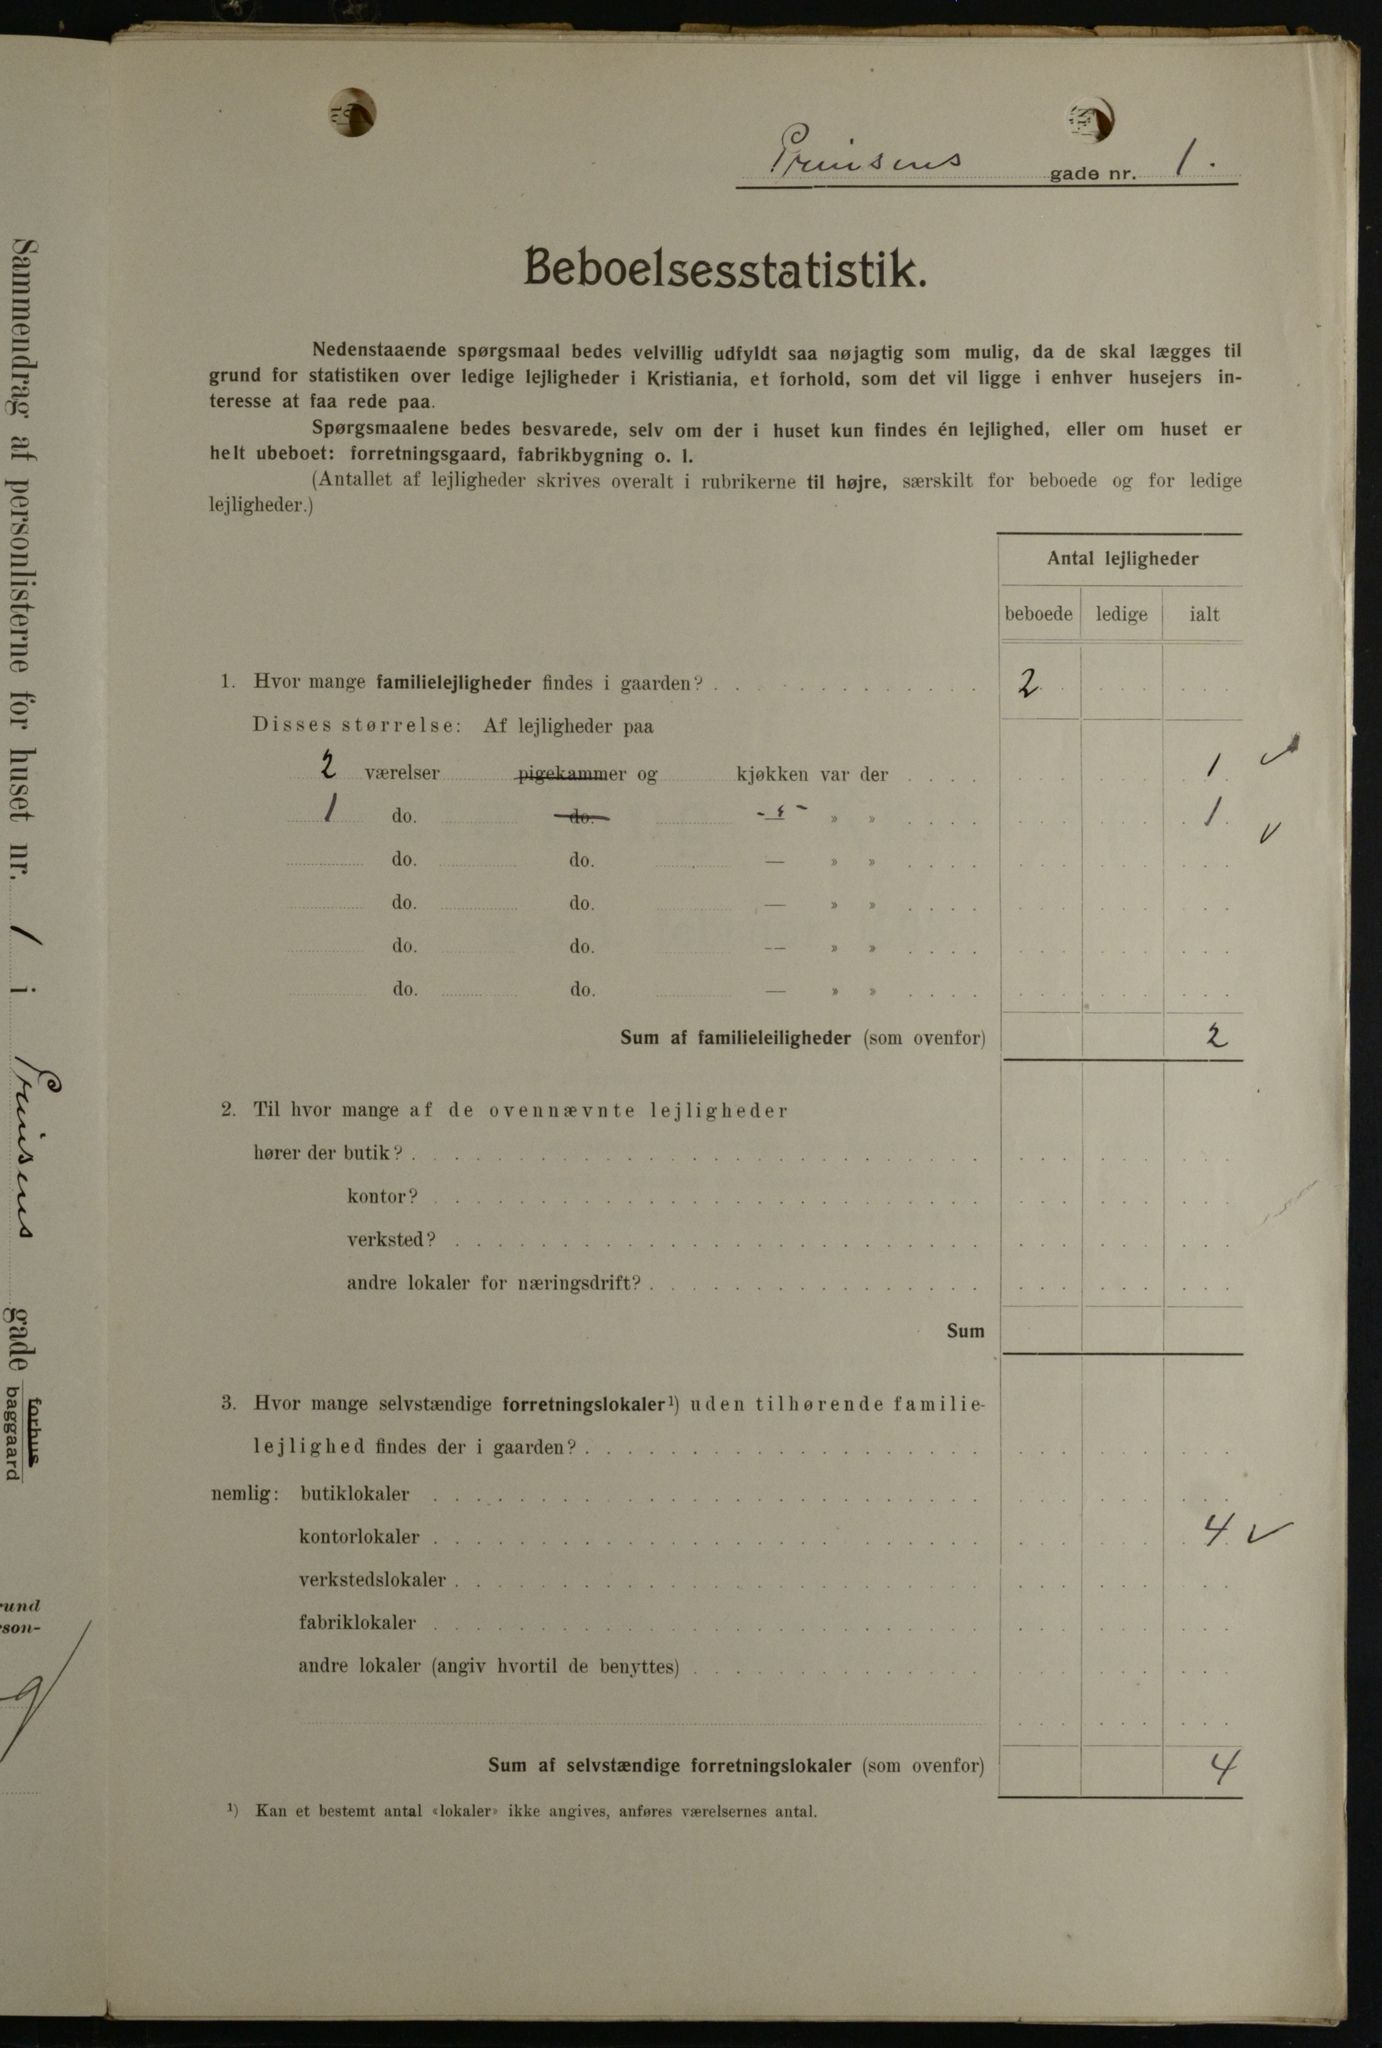 Prinsens gade nr. 1.
Beboelsesstatistik.
Nedenstaaende spørgsmaal bedes velvillig udfyldt saa nøjagtig som mulig, da de skal lægges til
grund for statistiken over ledige lejligheder i Kristiania, et forhold, som det vil ligge i enhver husejers in-
teresse at faa rede paa.
Spørgsmaalene bedes besvarede, selv om der i huset kun findes én lejlighed, eller om huset er
helt ubeboet: forretningsgaard, fabrikbygning o. l.
(Antallet af lejligheder skrives overalt i rubrikerne til højre, særskilt for beboede og for ledige
lejligheder.)
Antal lejligheder
beboede ledige ialt
1. Hvor mange familielejligheder findes i gaarden? 2
Disses størrelse: Af lejligheder paa
2 værelser pigekammer og kjøkken var der 1
1 do. do. — » » 1
do. do. — » »
do. do. — » »
do. do. — » »
do. do. — » »
Sum af familieleiligheder (som ovenfor) 2
2. Til hvor mange af de ovennævnte lejligheder
hører der butik?
kontor?
verksted?
andre lokaler for næringsdrift?
Sum
3. Hvor mange selvstændige forretningslokaler¹) uden tilhørende familie-
lejlighed findes der i gaarden?
nemlig: butiklokaler
kontorlokaler 4
verkstedslokaler
fabriklokaler
andre lokaler (angiv hvortil de benyttes)
Sum af selvstændige forretningslokaler (som ovenfor) 4
¹) Kan et bestemt antal «lokaler» ikke angives, anføres værelsernes antal.
Sammendrag af personlisterne for huset nr. 1 i Prinsens gade forhus baggaard